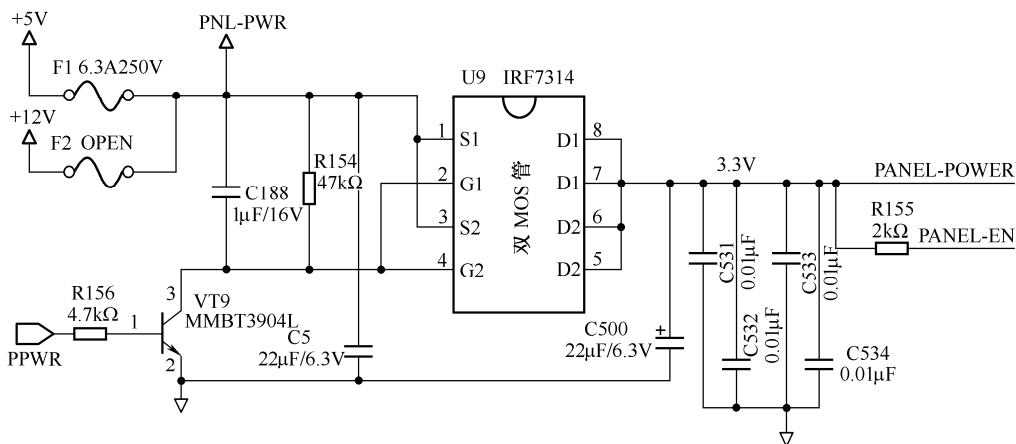 +5V
PNL-PWR
F1 6.3A250V
U9 IRF7314
+12V
F2 OPEN
1 S1 D1 8
R154
47kΩ
3.3V
2 G1 D1 7
PANEL-POWER
C188
1μF/16V
双 MOS 管
R155
2kΩ
PANEL-EN
3 S2 D2 6
C531
0.01μF
C533
0.01μF
4 G2 D2 5
R156
4.7kΩ
3
VT9
MMBT3904L
1
2
PPWR
C5
22μF/6.3V
C500
22μF/6.3V
+
C532
0.01μF
C534
0.01μF